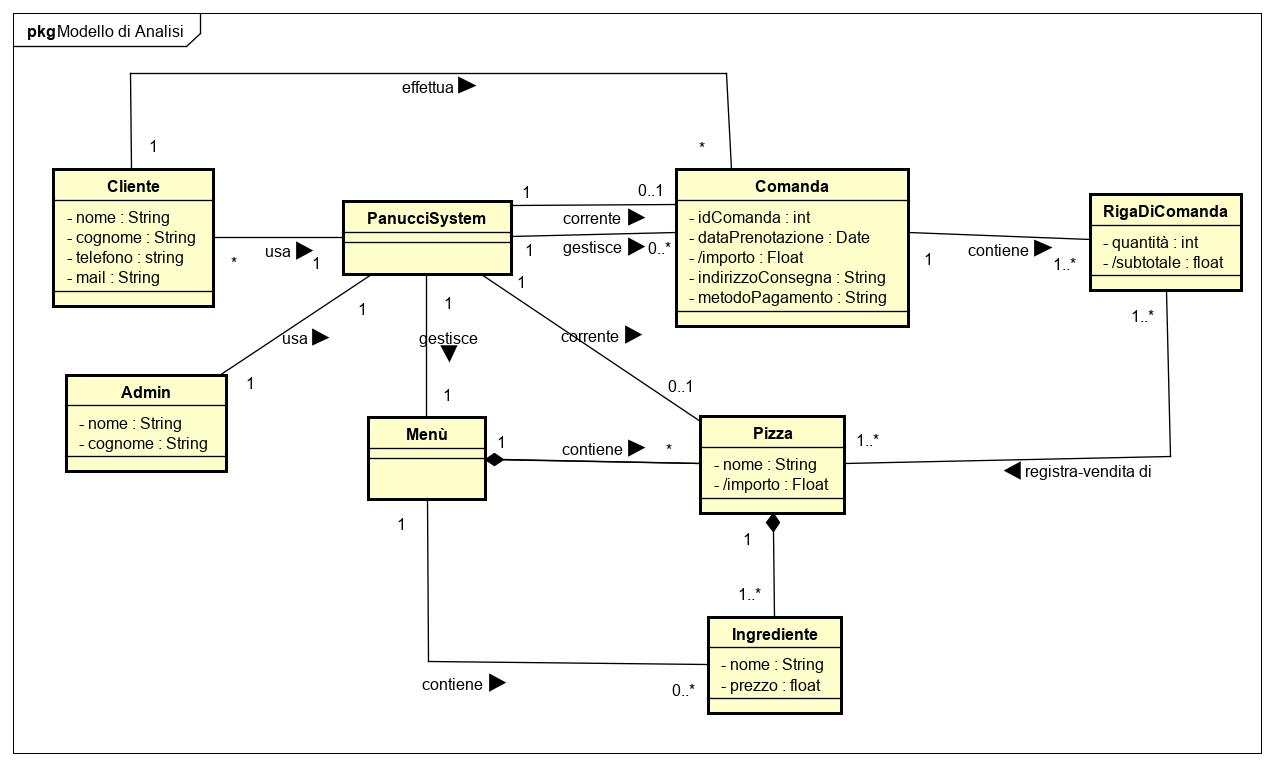 pkg Modello di Analisi
effettua
1
*
Cliente
- nome : String
- cognome : String
- telefono : string
- mail : String
*
usa
1
PanucciSystem
1
corrente
0..1
1
gestisce
0..*
Comanda
- idComanda : int
- dataPrenotazione : Date
- /importo : Float
- indirizzoConsegna : String
- metodoPagamento : String
1
contiene
1..*
RigaDiComanda
- quantità : int
- /subtotale : float
1..*
1
usa
1
Admin
- nome : String
- cognome : String
1
gestisce
1
1
corrente
0..1
Menù
1
contiene
*
Pizza
- nome : String
- /importo : Float
1..*
registra-vendita di
1
contiene
0..*
1
1..*
Ingrediente
- nome : String
- prezzo : float